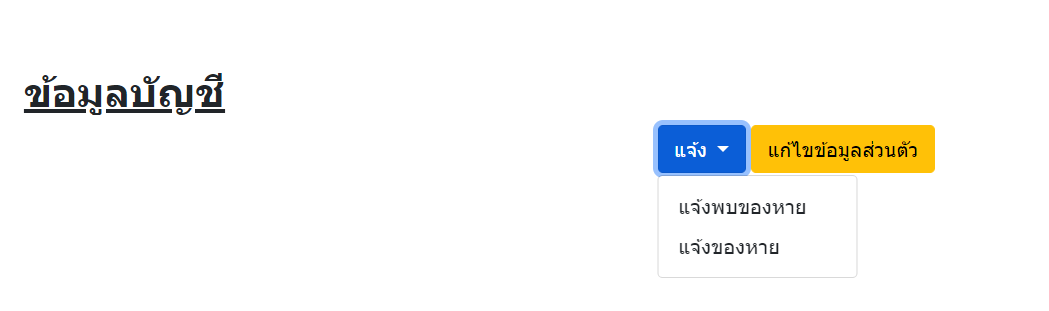 ข้อมูลบัญชี
แจ้ง แก้ไขข้อมูลส่วนตัว
แจ้งพบของหาย
แจ้งของหาย